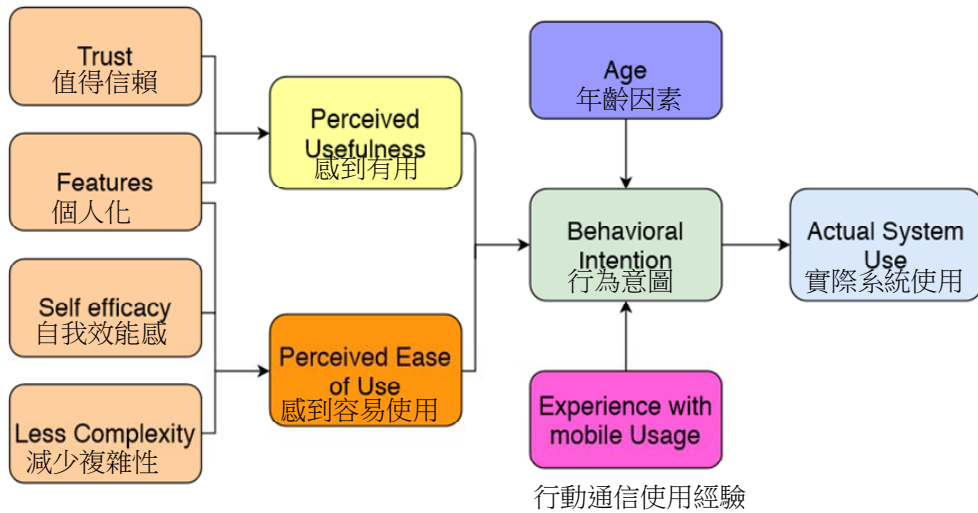 Trust
值得信賴
Features
個人化
Self efficacy
自我效能感
Less Complexity
減少複雜性
Perceived
Usefulness
感到有用
Perceived Ease
of Use
感到容易使用
Age
年齡因素
Behavioral
Intention
行為意圖
Experience with
mobile Usage
行動通信使用經驗
Actual System
Use
實際系統使用